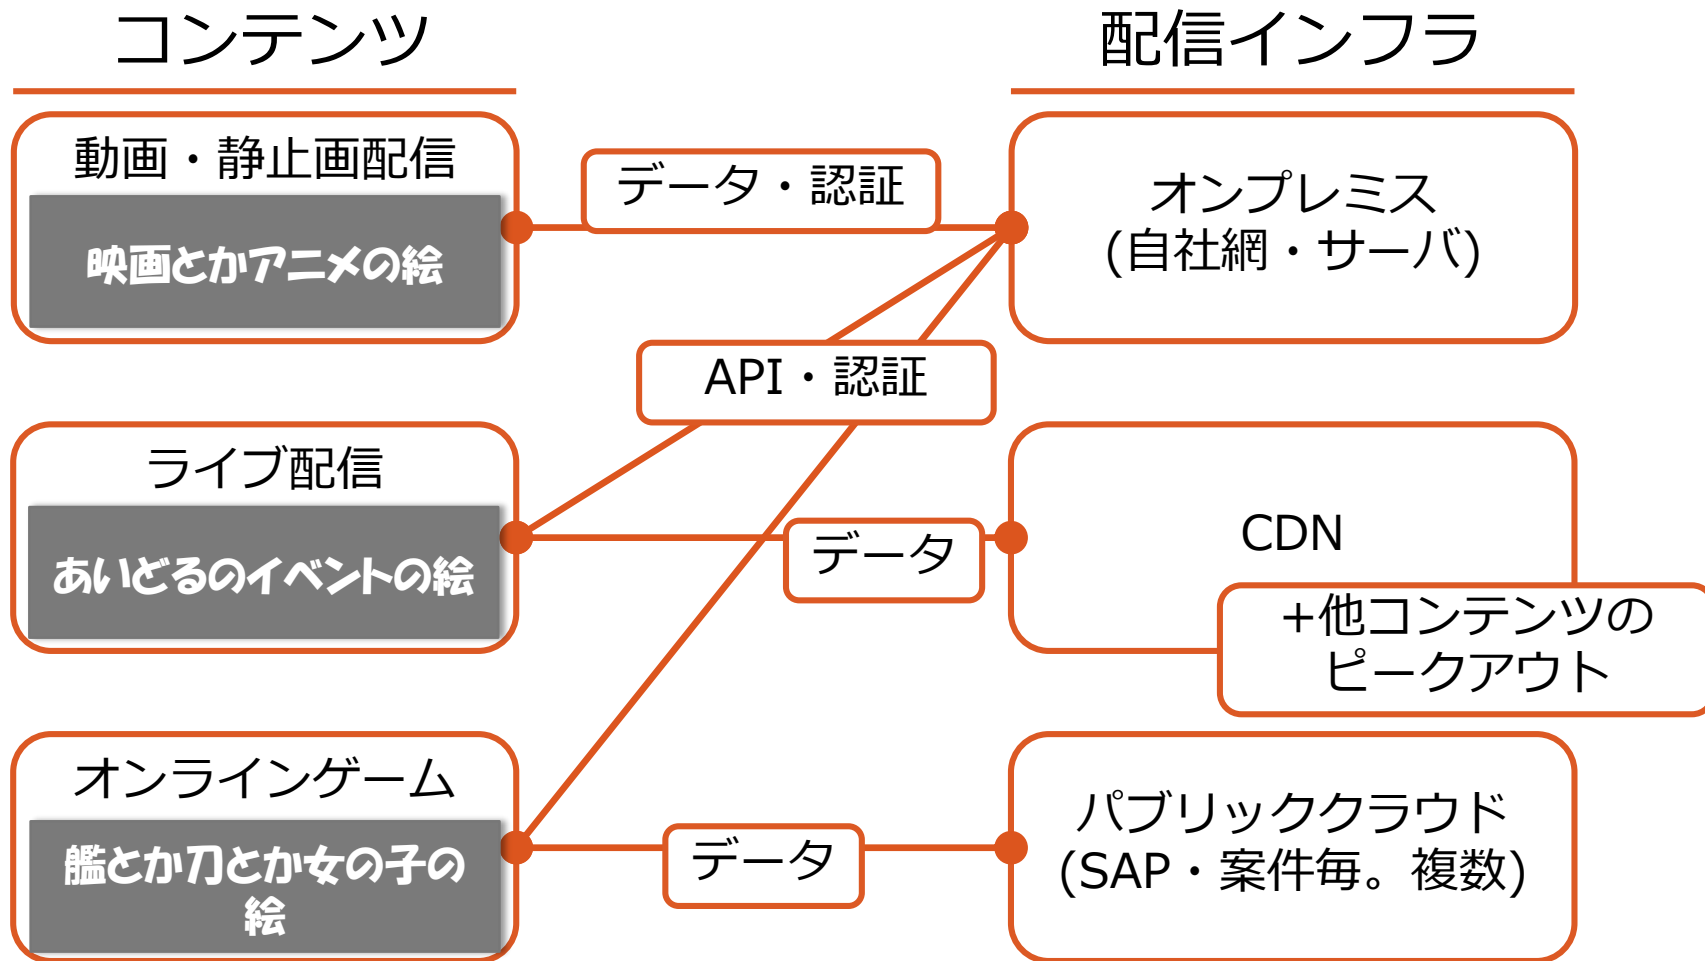 コンテンツ
配信インフラ
動画・静止画配信
映画とかアニメの絵
データ・認証
オンプレミス
(自社網・サーバ)
API・認証
ライブ配信
あいどるのイベントの絵
データ
CDN
+他コンテンツの
ピークアウト
オンラインゲーム
艦とか刀とか女の子の
絵
データ
パブリッククラウド
(SAP・案件毎。複数)